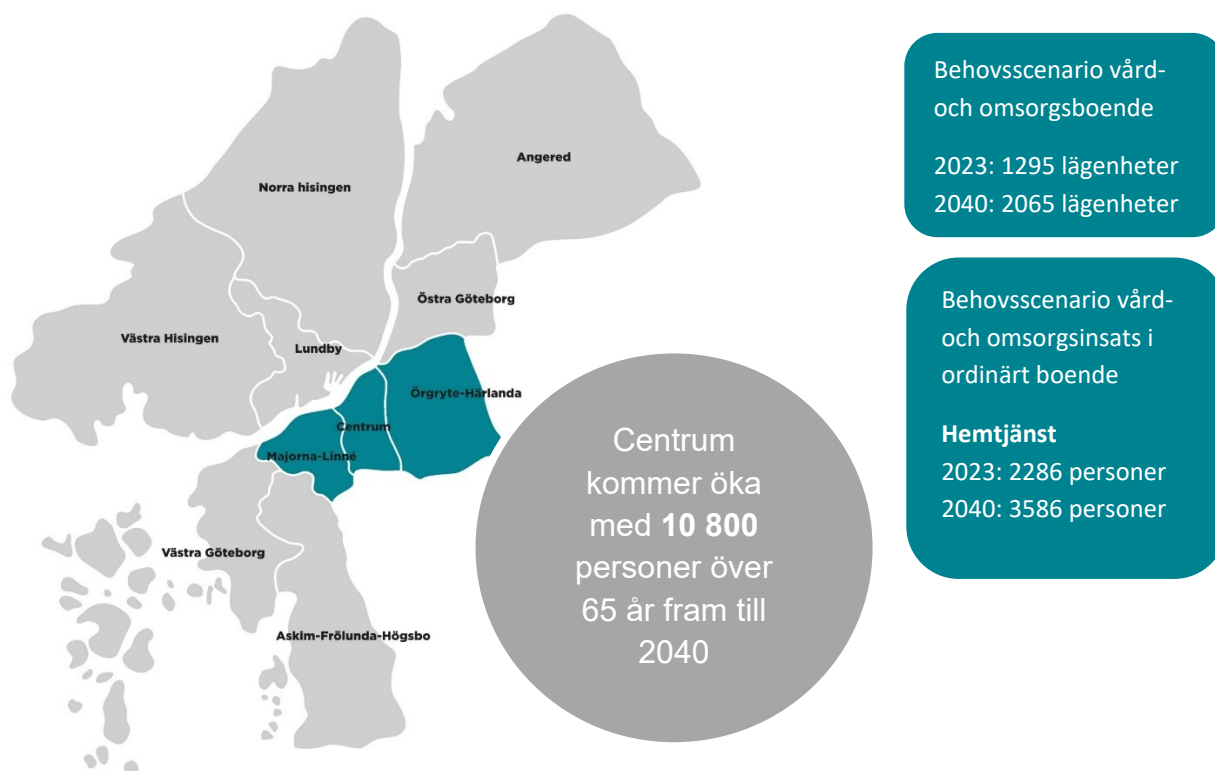 Angered
Norra hisingen
Östra Göteborg
Västra Hisingen
Lundby
Örgryte-Härlanda
Centrum
Majorna-Linné
Västra Göteborg
Askim-Frölunda-Högsbo
Centrum
kommer öka
med 10 800
personer över
65 år fram till
2040
Behovsscenario vård-
och omsorgsboende
2023: 1295 lägenheter
2040: 2065 lägenheter
Behovsscenario vård-
och omsorgsinsats i
ordinärt boende
Hemtjänst
2023: 2286 personer
2040: 3586 personer